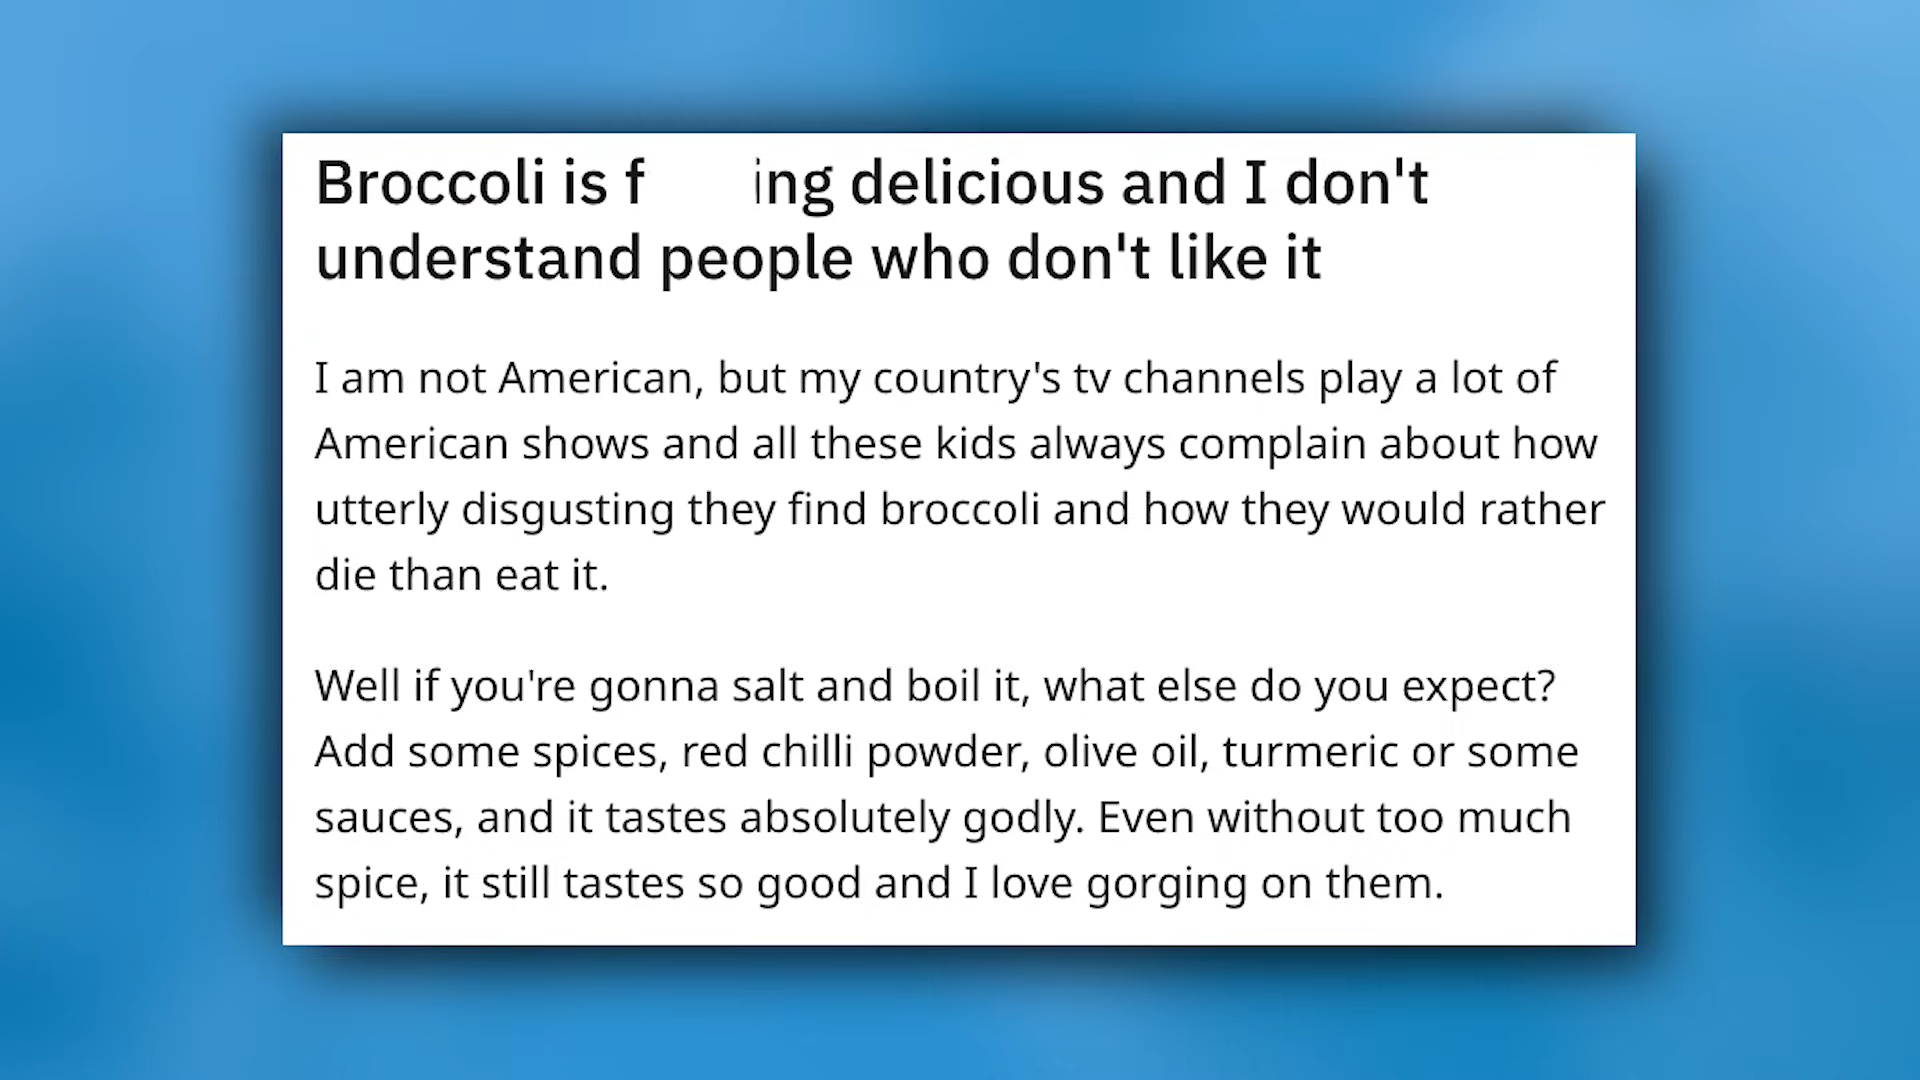 Broccoli is f ing delicious and I don't
understand people who don't like it
I am not American, but my country's tv channels play a lot of
American shows and all these kids always complain about how
utterly disgusting they find broccoli and how they would rather
die than eat it.
Well if you're gonna salt and boil it, what else do you expect?
Add some spices, red chilli powder, olive oil, turmeric or some
sauces, and it tastes absolutely godly. Even without too much
spice, it still tastes so good and I love gorging on them.